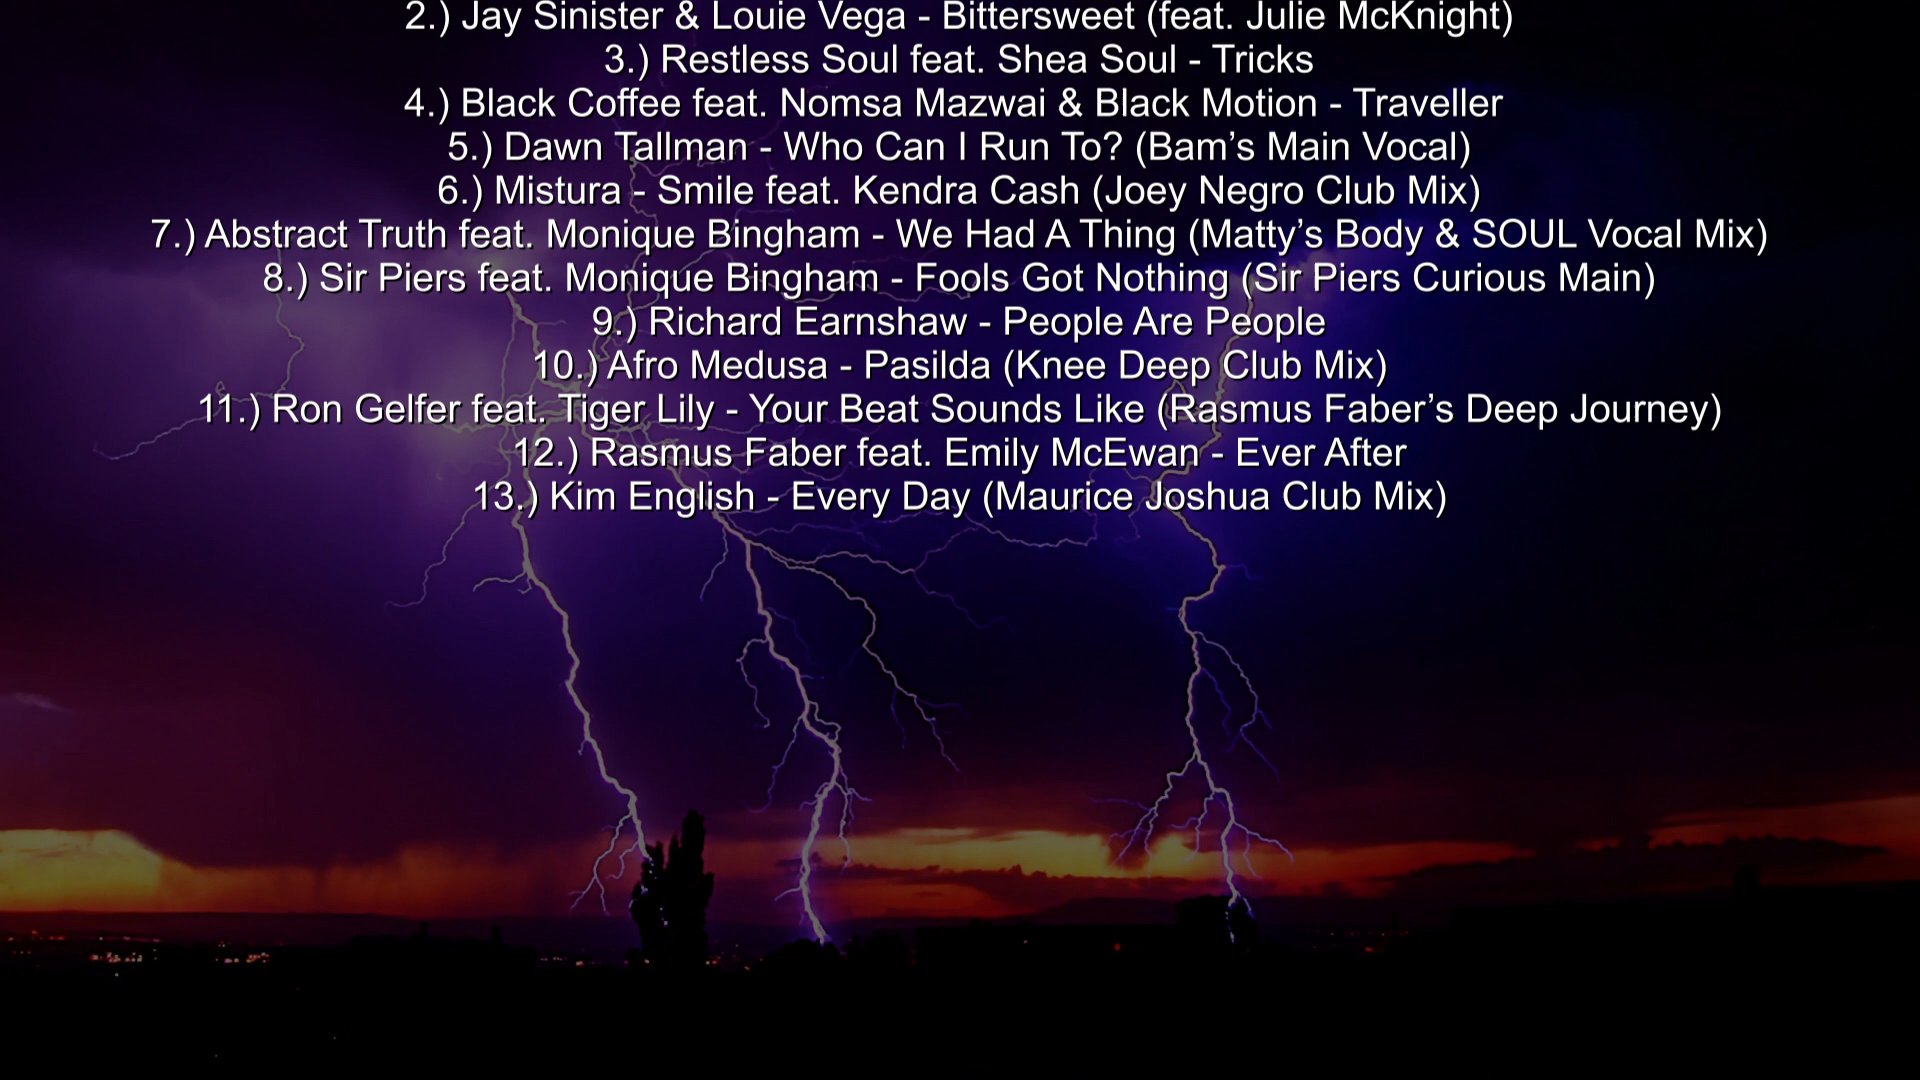 2.) Jay Sinister & Louie Vega - Bittersweet (feat. Julie McKnight)
3.) Restless Soul feat. Shea Soul - Tricks
4.) Black Coffee feat. Nomsa Mazwai & Black Motion - Traveller
5.) Dawn Tallman - Who Can I Run To? (Bam’s Main Vocal)
6.) Mistura - Smile feat. Kendra Cash (Joey Negro Club Mix)
7.) Abstract Truth feat. Monique Bingham - We Had A Thing (Matty’s Body & SOUL Vocal Mix)
8.) Sir Piers feat. Monique Bingham - Fools Got Nothing (Sir Piers Curious Main)
9.) Richard Earnshaw - People Are People
10.) Afro Medusa - Pasilda (Knee Deep Club Mix)
11.) Ron Gelfer feat. Tiger Lily - Your Beat Sounds Like (Rasmus Faber’s Deep Journey)
12.) Rasmus Faber feat. Emily McEwan - Ever After
13.) Kim English - Every Day (Maurice Joshua Club Mix)